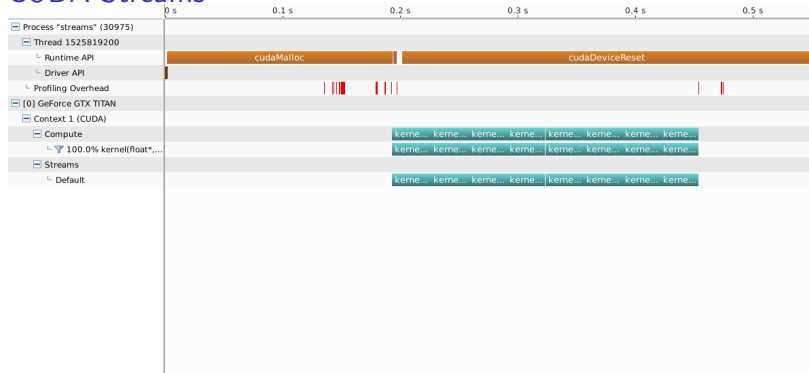 CUDA Streams
0 s 0.1 s 0.2 s 0.3 s 0.4 s 0.5 s
Process "streams" (30975)
Thread 1525819200
Runtime API cudaMalloc cudaDeviceReset
Driver API
Profiling Overhead
[0] GeForce GTX TITAN
Context 1 (CUDA)
Compute kerne... kerne... kerne... kerne... kerne... kerne... kerne... kerne...
100.0% kernel(float*,... kerne... kerne... kerne... kerne... kerne... kerne... kerne... kerne...
Streams
Default kerne... kerne... kerne... kerne... kerne... kerne... kerne... kerne...